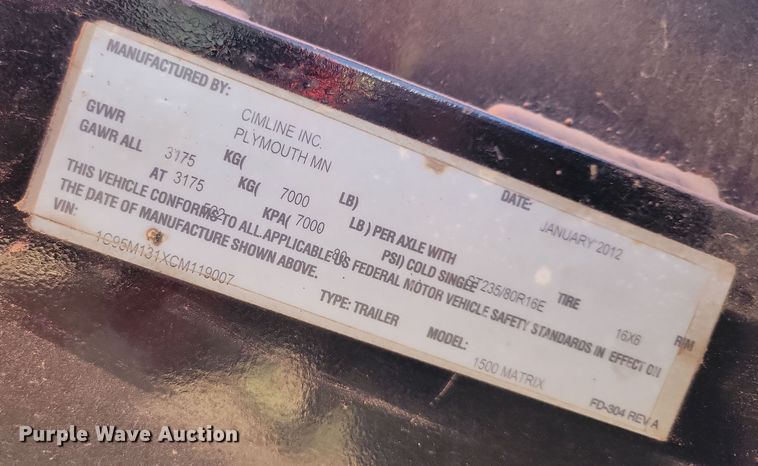 MANUFACTURED BY: CIMLINE INC. DATE: JANUARY 2012
PLYMOUTH MN
GVWR 3175 KG( 7000 LB)
GAWR ALL 3175 KG( 7000 LB ) PER AXLE WITH ST235/80R16E TIRE 16X6 RIM
AT KPA( PSI) COLD SINGLE
THIS VEHICLE CONFORMS TO ALL APPLICABLE US FEDERAL MOTOR VEHICLE SAFETY STANDARDS IN EFFECT ON
THE DATE OF MANUFACTURE SHOWN ABOVE.
VIN: 1C95M131XCM119007 TYPE: TRAILER MODEL: 1500 MATRIX
FD-304 REV A
Purple Wave Auction